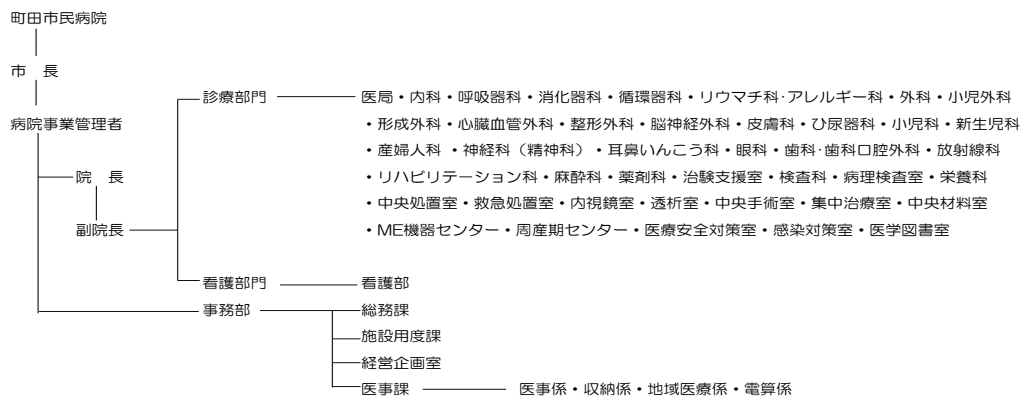 町田市民病院
市　長
診療部門
医局・内科・呼吸器科・消化器科・循環器科・リウマチ科･アレルギー科・外科・小児外科
病院事業管理者
・形成外科・心臓血管外科・整形外科・脳神経外科・皮膚科・ひ尿器科・小児科・新生児科
・産婦人科 ・神経科（精神科）・耳鼻いんこう科・眼科・歯科･歯科口腔外科・放射線科
院　長
・リハビリテーション科・麻酔科・薬剤科・治験支援室・検査科・病理検査室・栄養科
・中央処置室・救急処置室・内視鏡室・透析室・中央手術室・集中治療室・中央材料室
副院長
・ME機器センター・周産期センター・医療安全対策室・感染対策室・医学図書室
看護部門
看護部
事務部
総務課
施設用度課
経営企画室
医事課
医事係・収納係・地域医療係・電算係